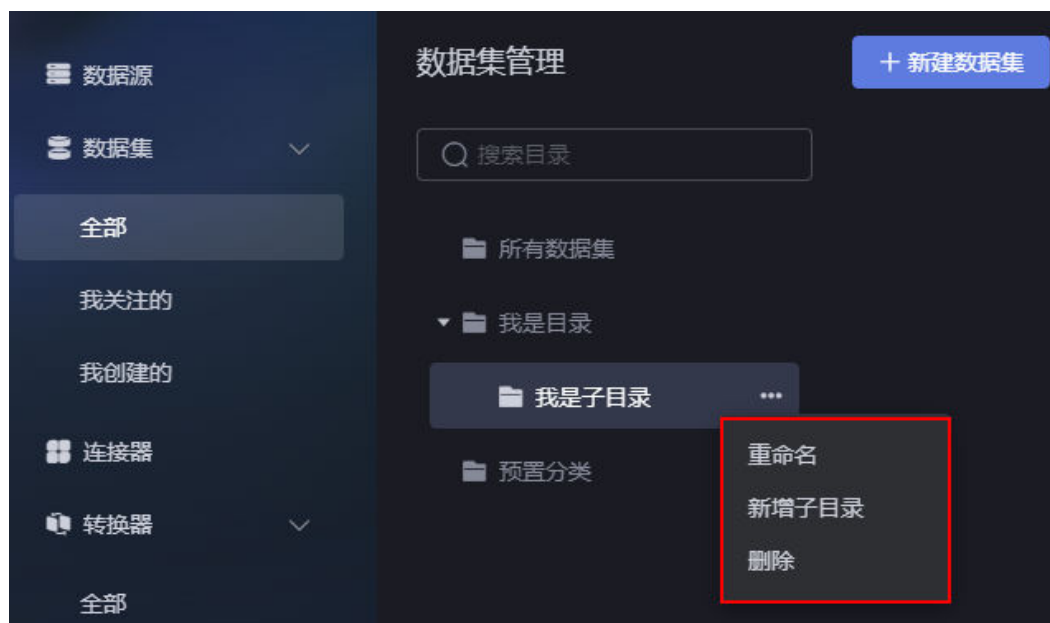 数据源
数据集
全部
我关注的
我创建的
连接器
转换器
全部
数据集管理
新建数据集
搜索目录
所有数据集
我是目录
我是子目录
预置分类
重命名
新增子目录
删除